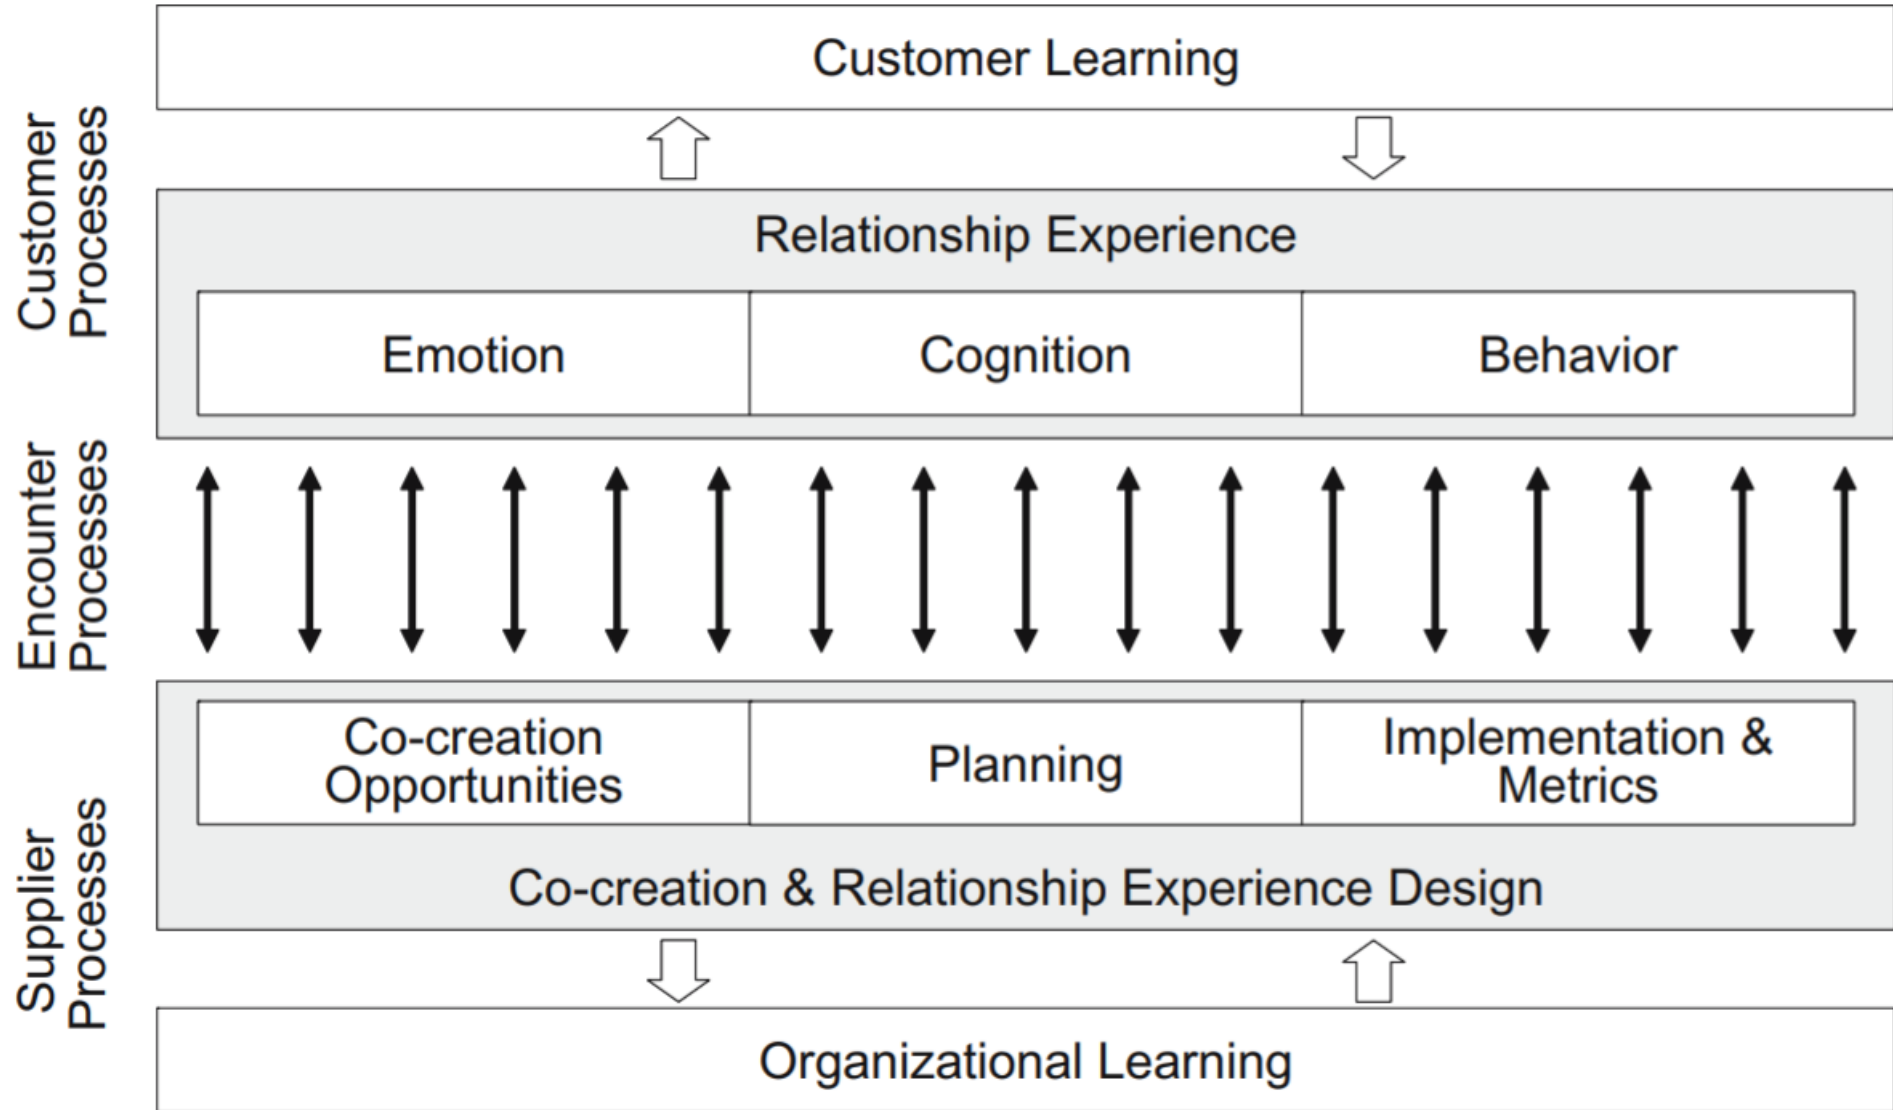 Customer Learning
Customer
Processes
Relationship Experience
Emotion
Cognition
Behavior
Encounter
Processes
Co-creation
Opportunities
Planning
Implementation &
Metrics
Co-creation & Relationship Experience Design
Supplier
Processes
Organizational Learning